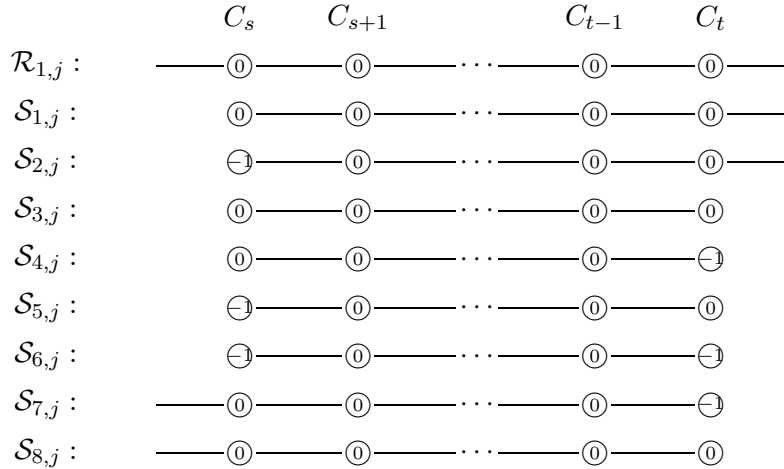 C_s C_{s+1} C_{t−1} C_t
ℛ_{1,j} : 0 0 ··· 0 0
𝒮_{1,j} : 0 0 ··· 0 0
𝒮_{2,j} : −1 0 ··· 0 0
𝒮_{3,j} : 0 0 ··· 0 0
𝒮_{4,j} : 0 0 ··· 0 −1
𝒮_{5,j} : −1 0 ··· 0 0
𝒮_{6,j} : −1 0 ··· 0 −1
𝒮_{7,j} : 0 0 ··· 0 −1
𝒮_{8,j} : 0 0 ··· 0 0